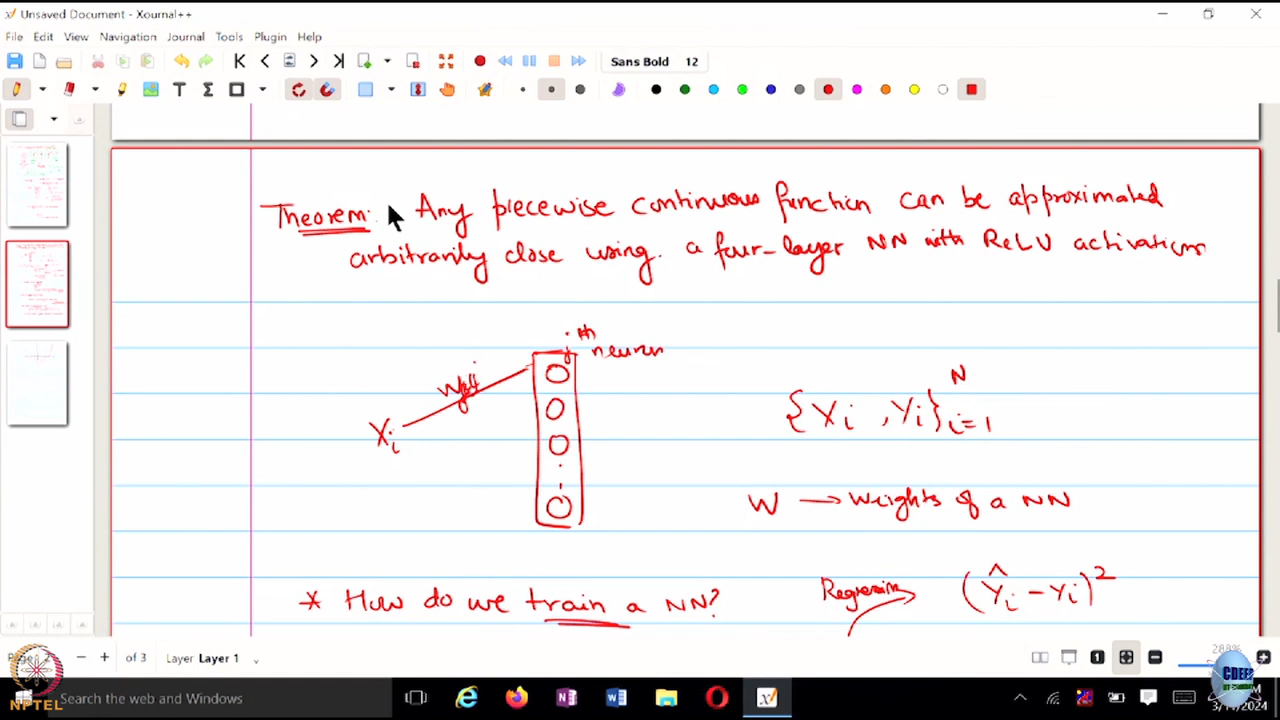 Unsaved Document - Xournal++
File Edit View Navigation Journal Tools Plugin Help
Sans Bold 12
Theorem: Any piecewise continuous function can be approximated
arbitrarily close using a four-layer NN with ReLU activations
jth
neuron
Xi
{Xi, Yi}N i=1
W → Weights of a NN
* How do we train a NN?
Regression
(Ŷi - Yi)2
of 3 Layer Layer 1
Search the web and Windows
NPTEL
CDEEP